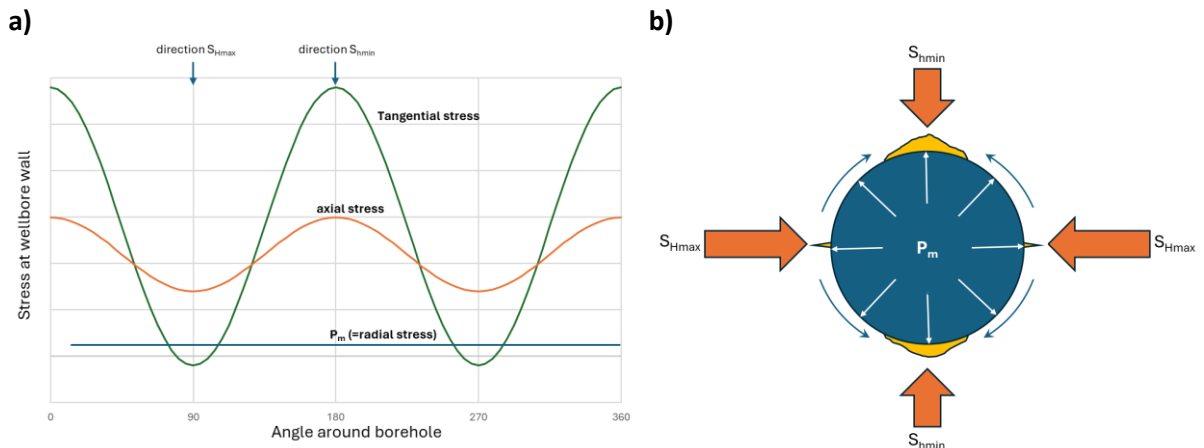 a)
direction SHmax
direction Shmin
Tangential stress
axial stress
Pm (=radial stress)
Stress at wellbore wall
0
90
180
270
360
Angle around borehole
b)
Shmin
SHmax
Pm
SHmax
Shmin